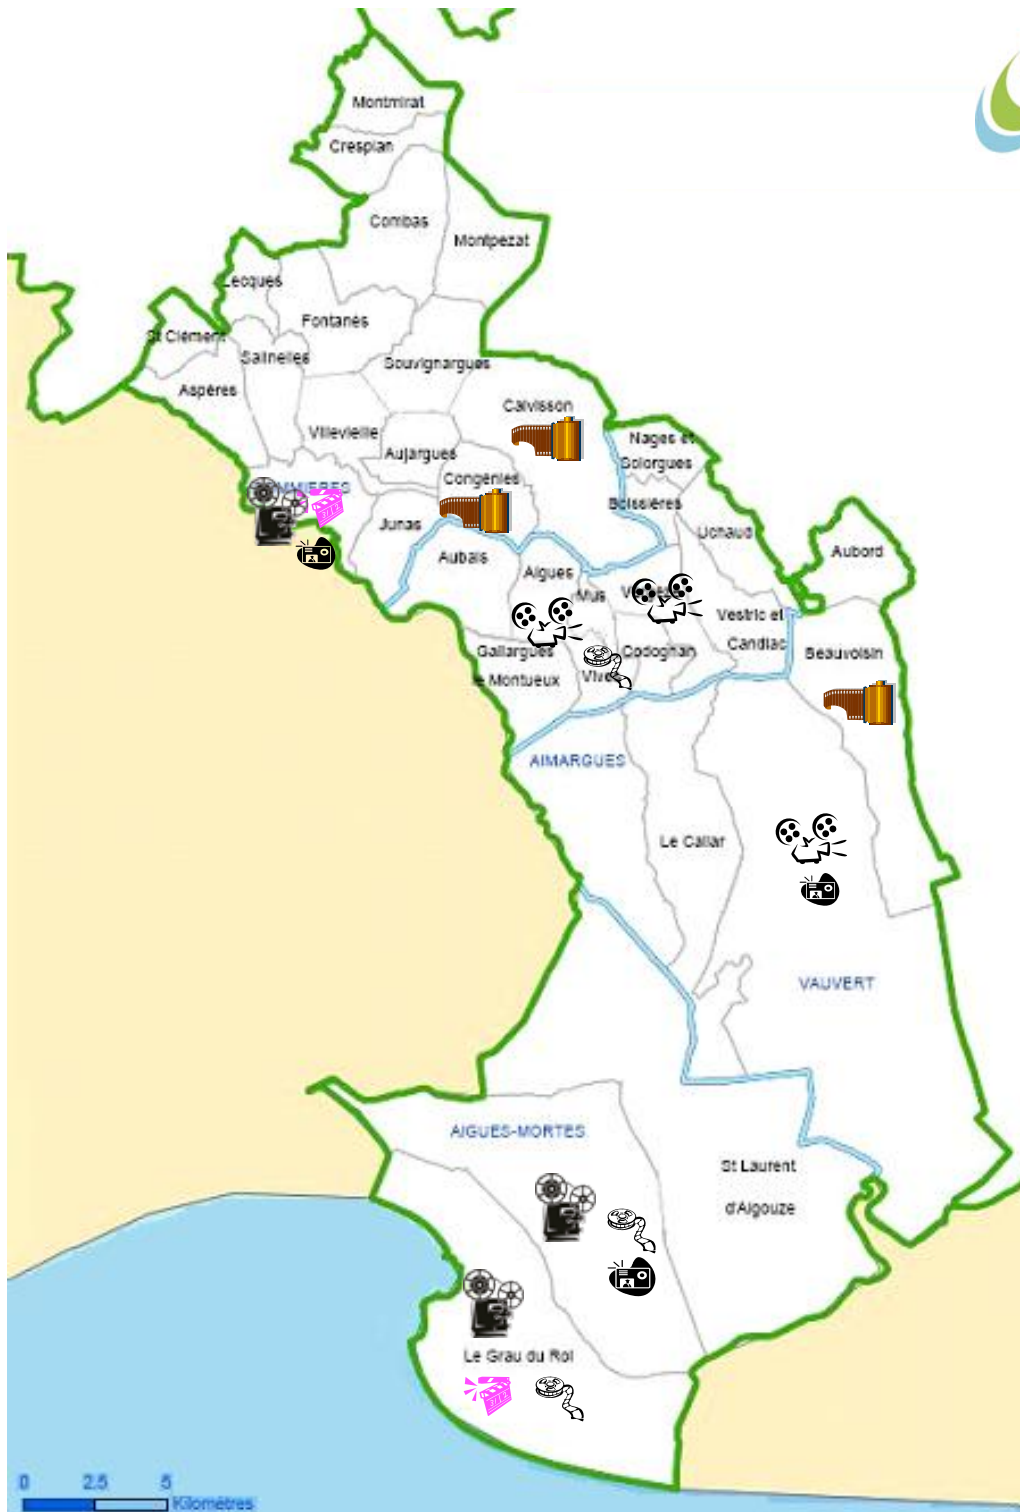 Montmirat
Crespian
Combas
Montpezat
Lecques
Fontanès
St Clément
Salinelles
Souvignargues
Aspères
Calvisson
Villevieille
Nages et
Solorgues
Aujargues
Congénies
Boissières
Junas
Uchaud
Aubord
Aubais
Aigues
Mus
Vestric et
Candiac
Beauvoisin
Gallargues
le Montueux
Codognan
AIMARGUES
Le Cailar
VAUVERT
AIGUES-MORTES
St Laurent
d'Aigouze
Le Grau du Roi
0 2.5 5
Kilomètres